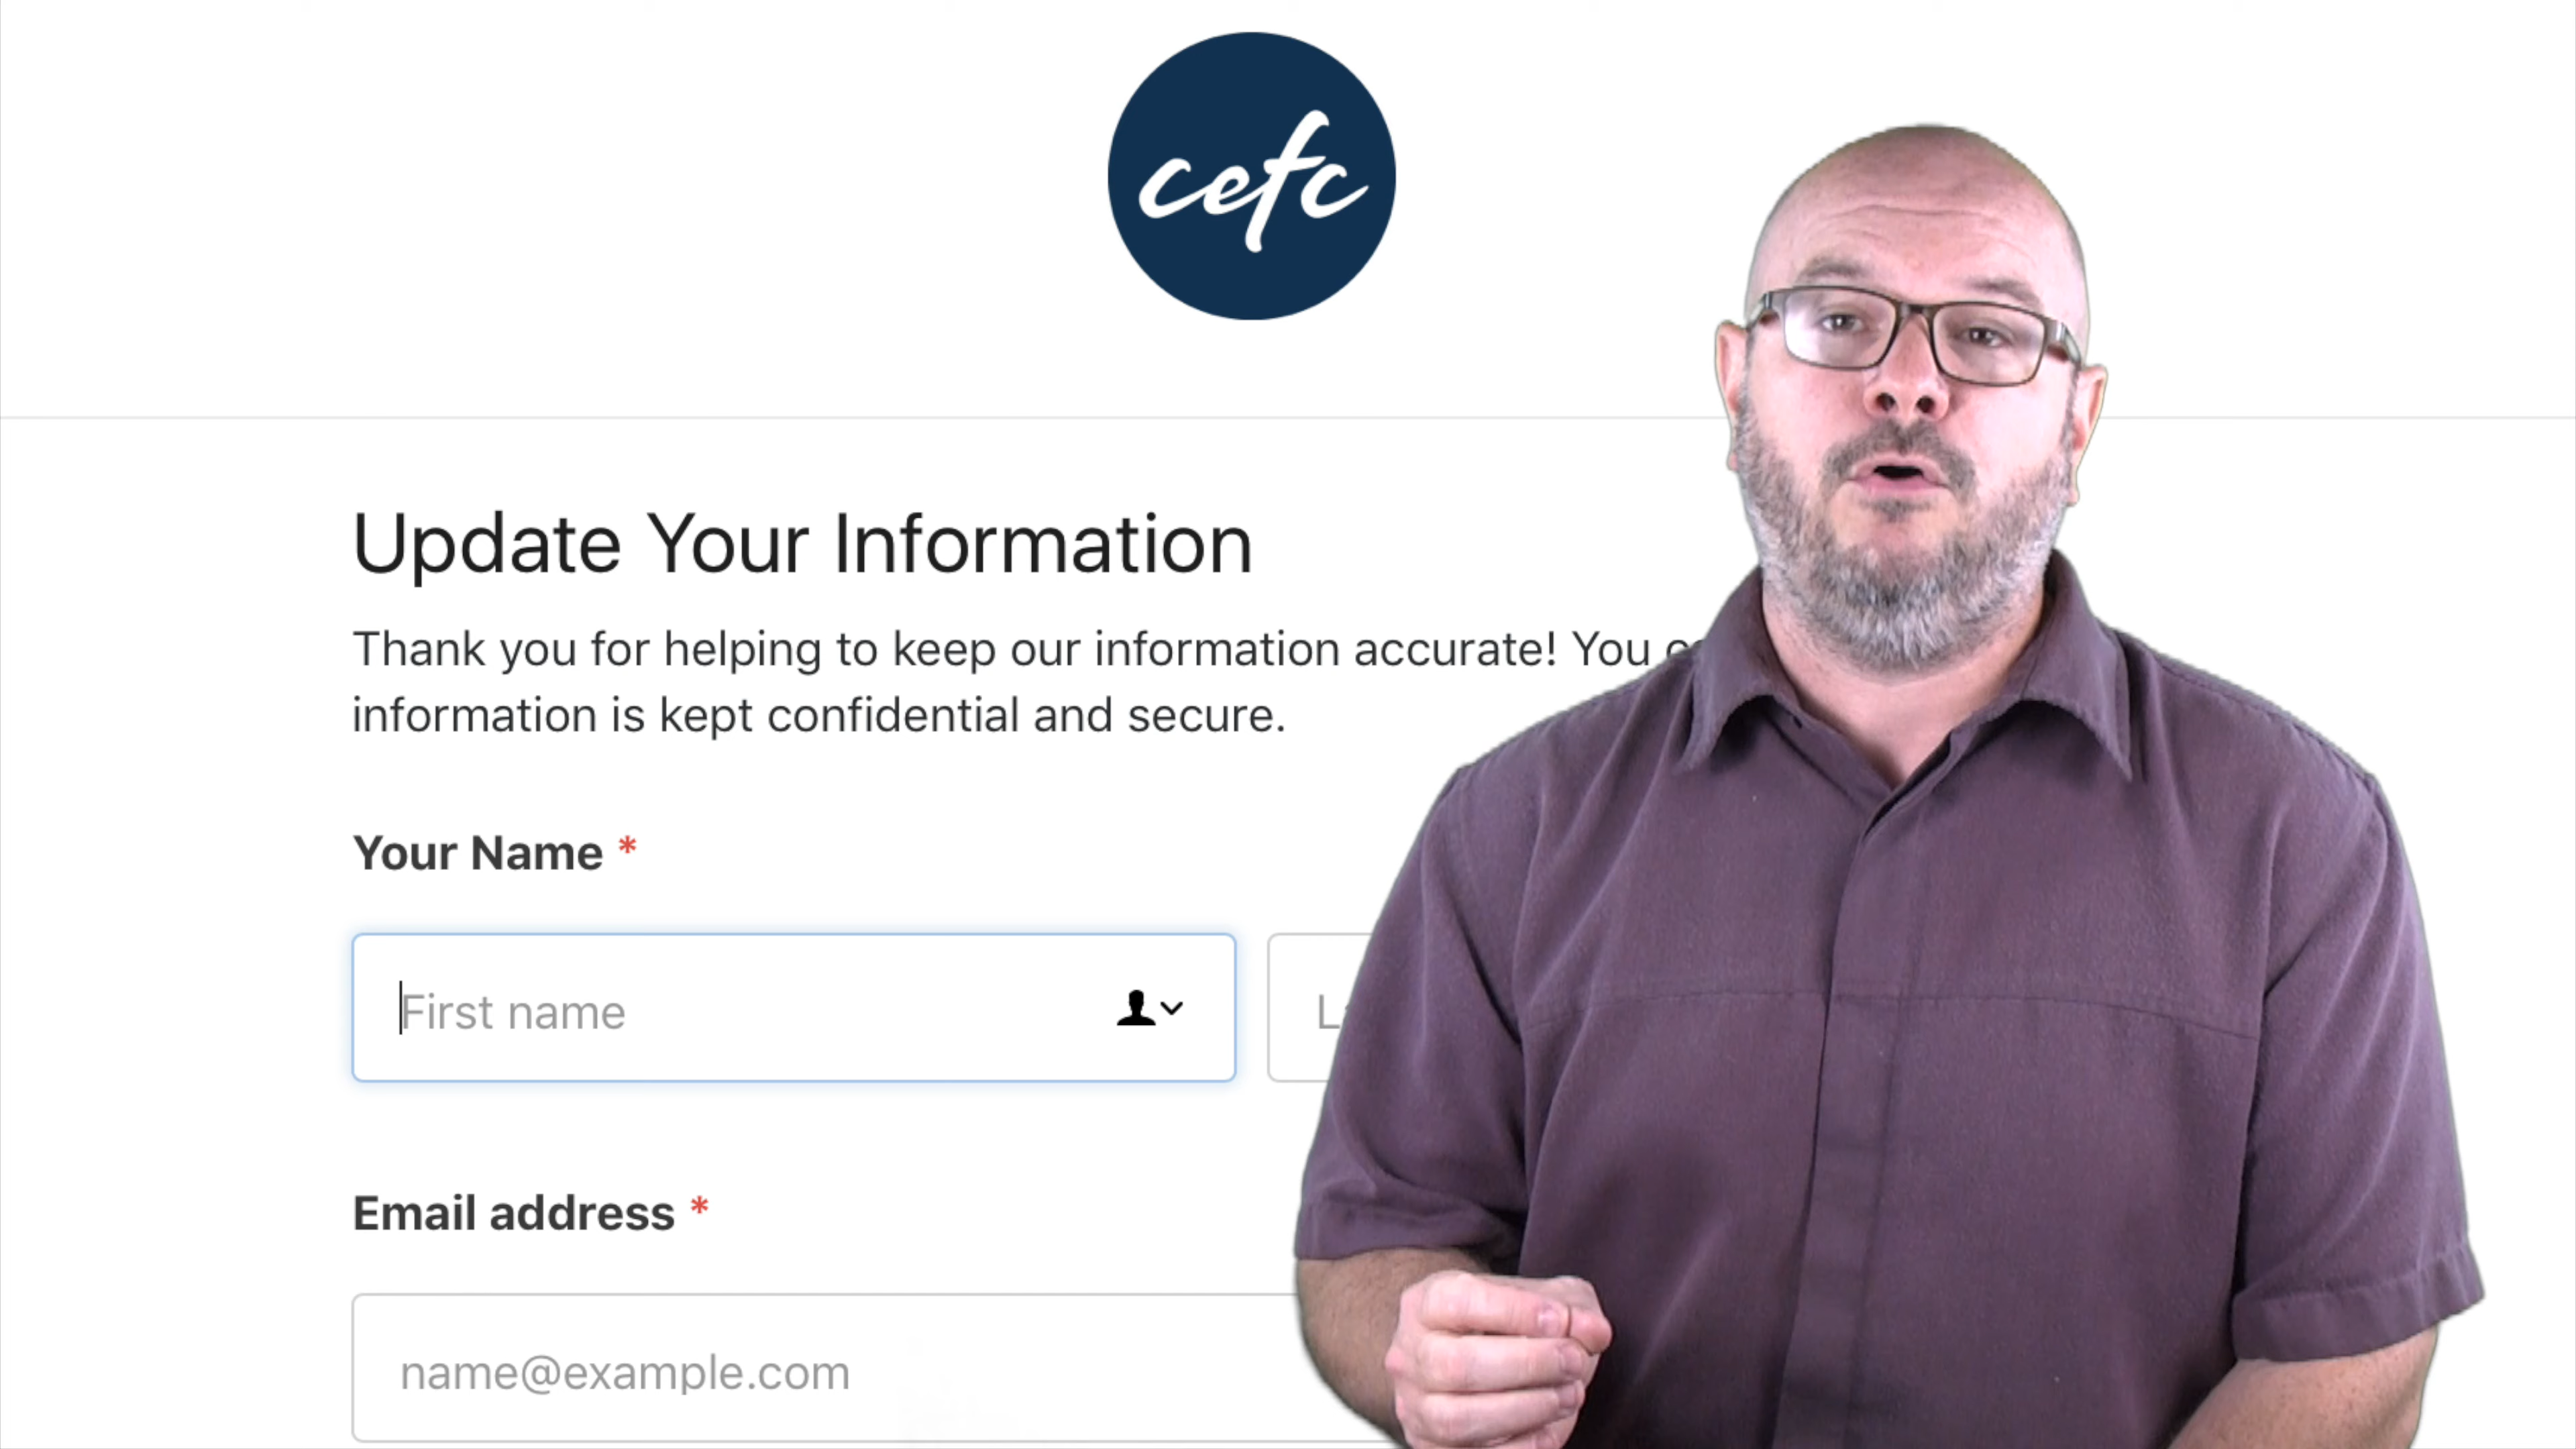 cefc
Update Your Information
Thank you for helping to keep our information accurate! You
information is kept confidential and secure.
Your Name *
First name
Email address *
name@example.com